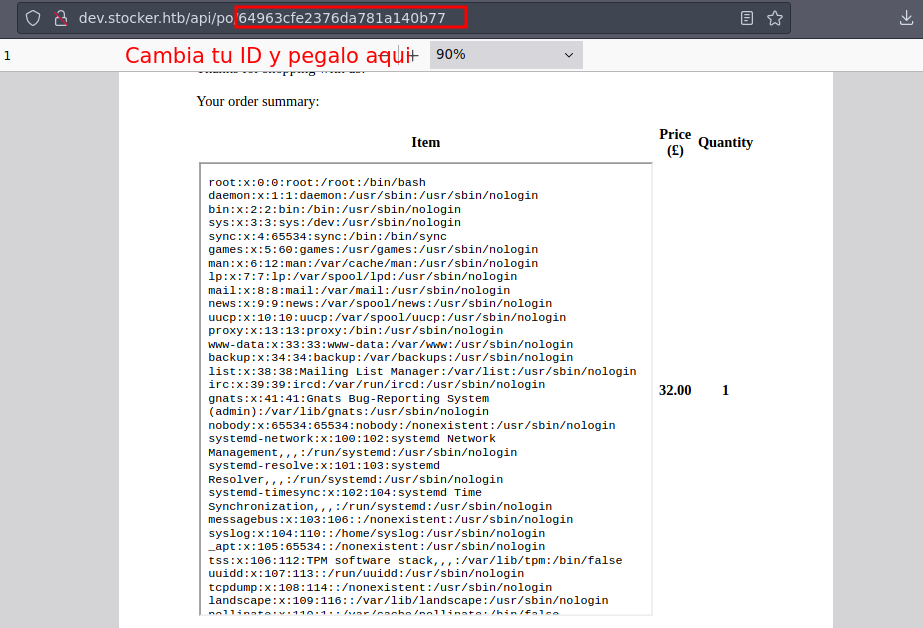 dev.stocker.htb/api/po/64963cfe2376da781a140b77
1
Cambia tu ID y pegalo aqui
90%
Thanks for shopping with us!
Your order summary:
Item
Price
(£)
Quantity
root:x:0:0:root:/root:/bin/bash
daemon:x:1:1:daemon:/usr/sbin:/usr/sbin/nologin
bin:x:2:2:bin:/bin:/usr/sbin/nologin
sys:x:3:3:sys:/dev:/usr/sbin/nologin
sync:x:4:65534:sync:/bin:/bin/sync
games:x:5:60:games:/usr/games:/usr/sbin/nologin
man:x:6:12:man:/var/cache/man:/usr/sbin/nologin
lp:x:7:7:lp:/var/spool/lpd:/usr/sbin/nologin
mail:x:8:8:mail:/var/mail:/usr/sbin/nologin
news:x:9:9:news:/var/spool/news:/usr/sbin/nologin
uucp:x:10:10:uucp:/var/spool/uucp:/usr/sbin/nologin
proxy:x:13:13:proxy:/bin:/usr/sbin/nologin
www-data:x:33:33:www-data:/var/www:/usr/sbin/nologin
backup:x:34:34:backup:/var/backups:/usr/sbin/nologin
list:x:38:38:Mailing List Manager:/var/list:/usr/sbin/nologin
irc:x:39:39:ircd:/var/run/ircd:/usr/sbin/nologin
gnats:x:41:41:Gnats Bug-Reporting System
(admin):/var/lib/gnats:/usr/sbin/nologin
nobody:x:65534:65534:nobody:/nonexistent:/usr/sbin/nologin
systemd-network:x:100:102:systemd Network
Management,,,:/run/systemd:/usr/sbin/nologin
systemd-resolve:x:101:103:systemd
Resolver,,,:/run/systemd:/usr/sbin/nologin
systemd-timesync:x:102:104:systemd Time
Synchronization,,,:/run/systemd:/usr/sbin/nologin
messagebus:x:103:106::/nonexistent:/usr/sbin/nologin
syslog:x:104:110::/home/syslog:/usr/sbin/nologin
_apt:x:105:65534::/nonexistent:/usr/sbin/nologin
tss:x:106:112:TPM software stack,,,:/var/lib/tpm:/bin/false
uuidd:x:107:113::/run/uuidd:/usr/sbin/nologin
tcpdump:x:108:114::/nonexistent:/usr/sbin/nologin
landscape:x:109:116::/var/lib/landscape:/usr/sbin/nologin
pollinate:x:110:1::/var/cache/pollinate:/bin/false
32.00
1